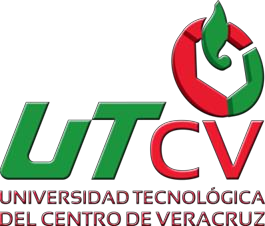 UTCV
UNIVERSIDAD TECNOLÓGICA
DEL CENTRO DE VERACRUZ